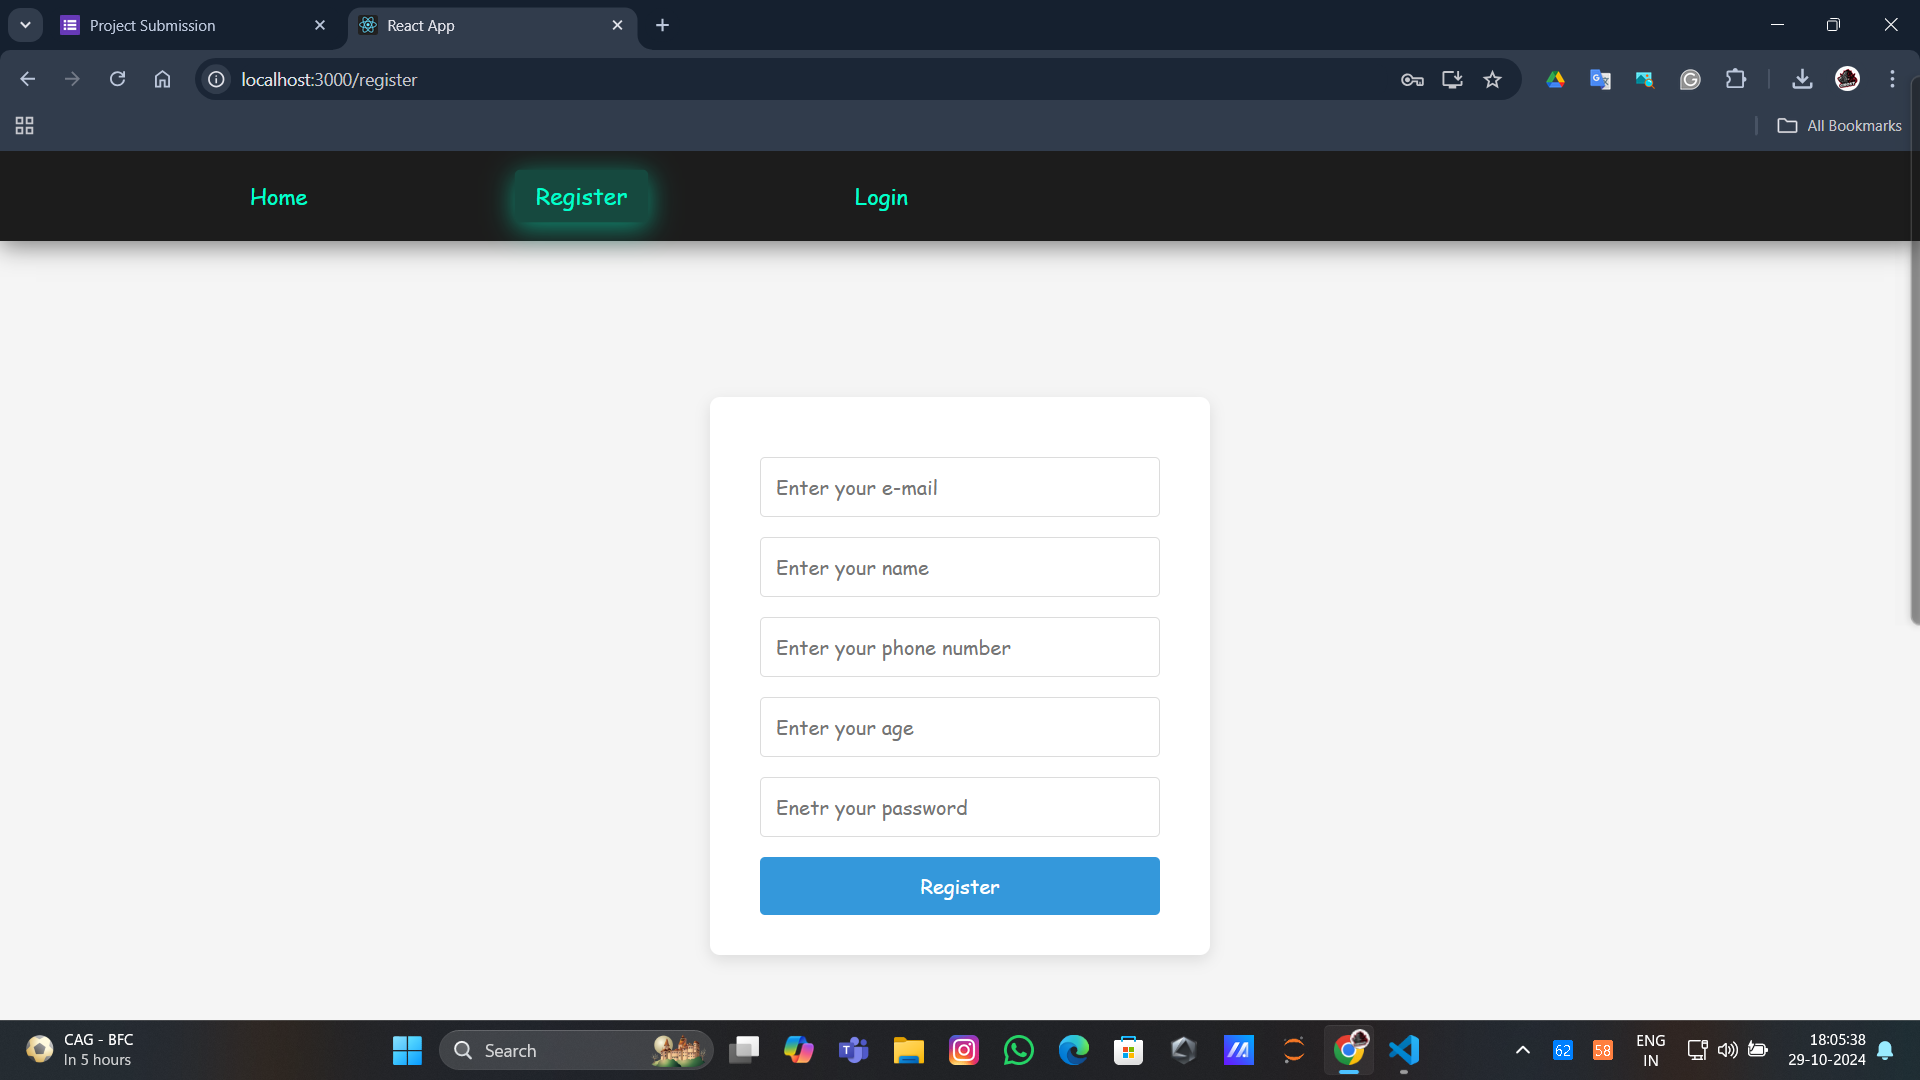 Project Submission
React App
localhost:3000/register
All Bookmarks
Home
Register
Login
Enter your e-mail
Enter your name
Enter your phone number
Enter your age
Enetr your password
Register
CAG - BFC
In 5 hours
Search
62
58
ENG
IN
18:05:38
29-10-2024